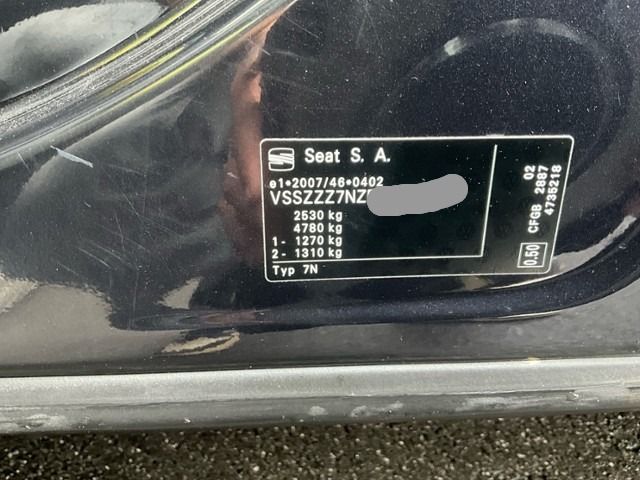 Seat S. A.
e1*2007/46*0402
VSSZZZ7NZ
2530 kg
4780 kg
1- 1270 kg
2- 1310 kg
Typ 7N
02
CFGB 2887
4735218
0.50